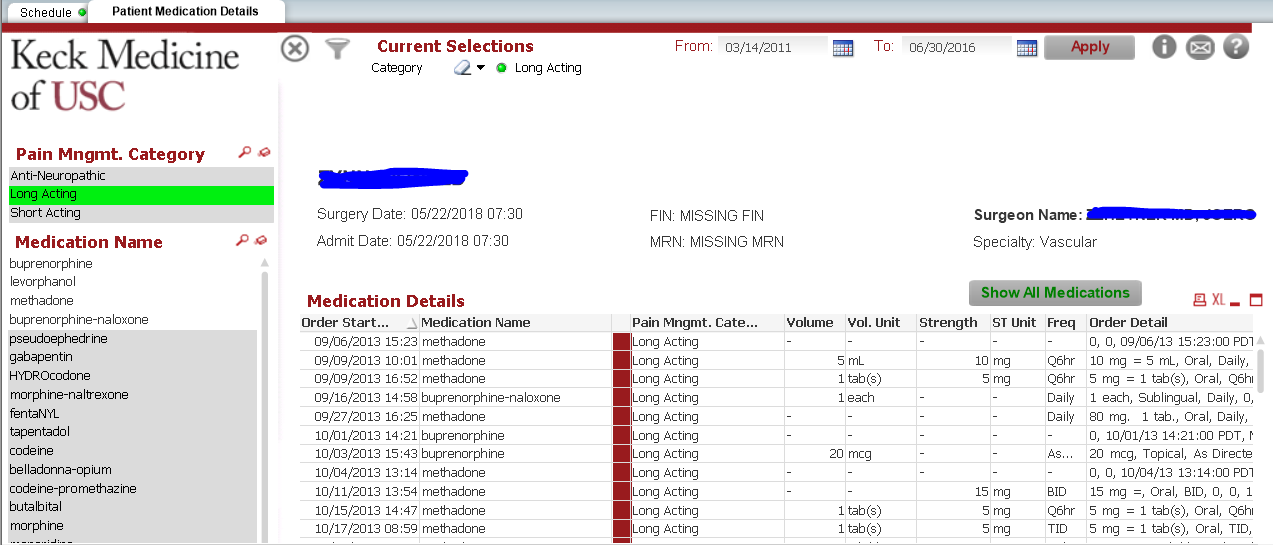 Schedule Patient Medication Details
Keck Medicine of USC
Current Selections From: 03/14/2011 To: 06/30/2016 Apply i ?
Category Long Acting
Pain Mngmt. Category
Anti-Neuropathic
Long Acting
Short Acting
Medication Name
buprenorphine
levorphanol
methadone
buprenorphine-naloxone
pseudoephedrine
gabapentin
HYDROcodone
morphine-naltrexone
fentaNYL
tapentadol
codeine
belladonna-opium
codeine-promethazine
butalbital
morphine
Surgery Date: 05/22/2018 07:30 FIN: MISSING FIN Surgeon Name:
Admit Date: 05/22/2018 07:30 MRN: MISSING MRN Specialty: Vascular
Show All Medications
Medication Details XL
Order Start... Medication Name Pain Mngmt. Cate... Volume Vol. Unit Strength ST Unit Freq Order Detail
09/06/2013 15:23 methadone Long Acting - - - - - 0, 0, 09/06/13 15:23:00 PDT
09/09/2013 10:01 methadone Long Acting 5 mL 10 mg Q6hr 10 mg = 5 mL, Oral, Daily,
09/09/2013 16:52 methadone Long Acting 1 tab(s) 5 mg Q6hr 5 mg = 1 tab(s), Oral, Q6h
09/16/2013 14:58 buprenorphine-naloxone Long Acting 1 each - - Daily 1 each, Sublingual, Daily, 0,
09/27/2013 16:25 methadone Long Acting - - - - Daily 80 mg. 1 tab., Oral, Daily,
10/01/2013 14:21 buprenorphine Long Acting - - - - - 0, 10/01/13 14:21:00 PDT,
10/03/2013 15:43 buprenorphine Long Acting 20 mcg - - As... 20 mcg, Topical, As Directe
10/04/2013 13:14 methadone Long Acting - - - - - 0, 0, 10/04/13 13:14:00 PDT
10/11/2013 13:54 methadone Long Acting - - 15 mg BID 15 mg =, Oral, BID, 0, 0, 1
10/15/2013 14:47 methadone Long Acting 1 tab(s) 5 mg Q6hr 5 mg = 1 tab(s), Oral, Q6h
10/17/2013 08:59 methadone Long Acting 1 tab(s) 5 mg TID 5 mg = 1 tab(s), Oral, TID,